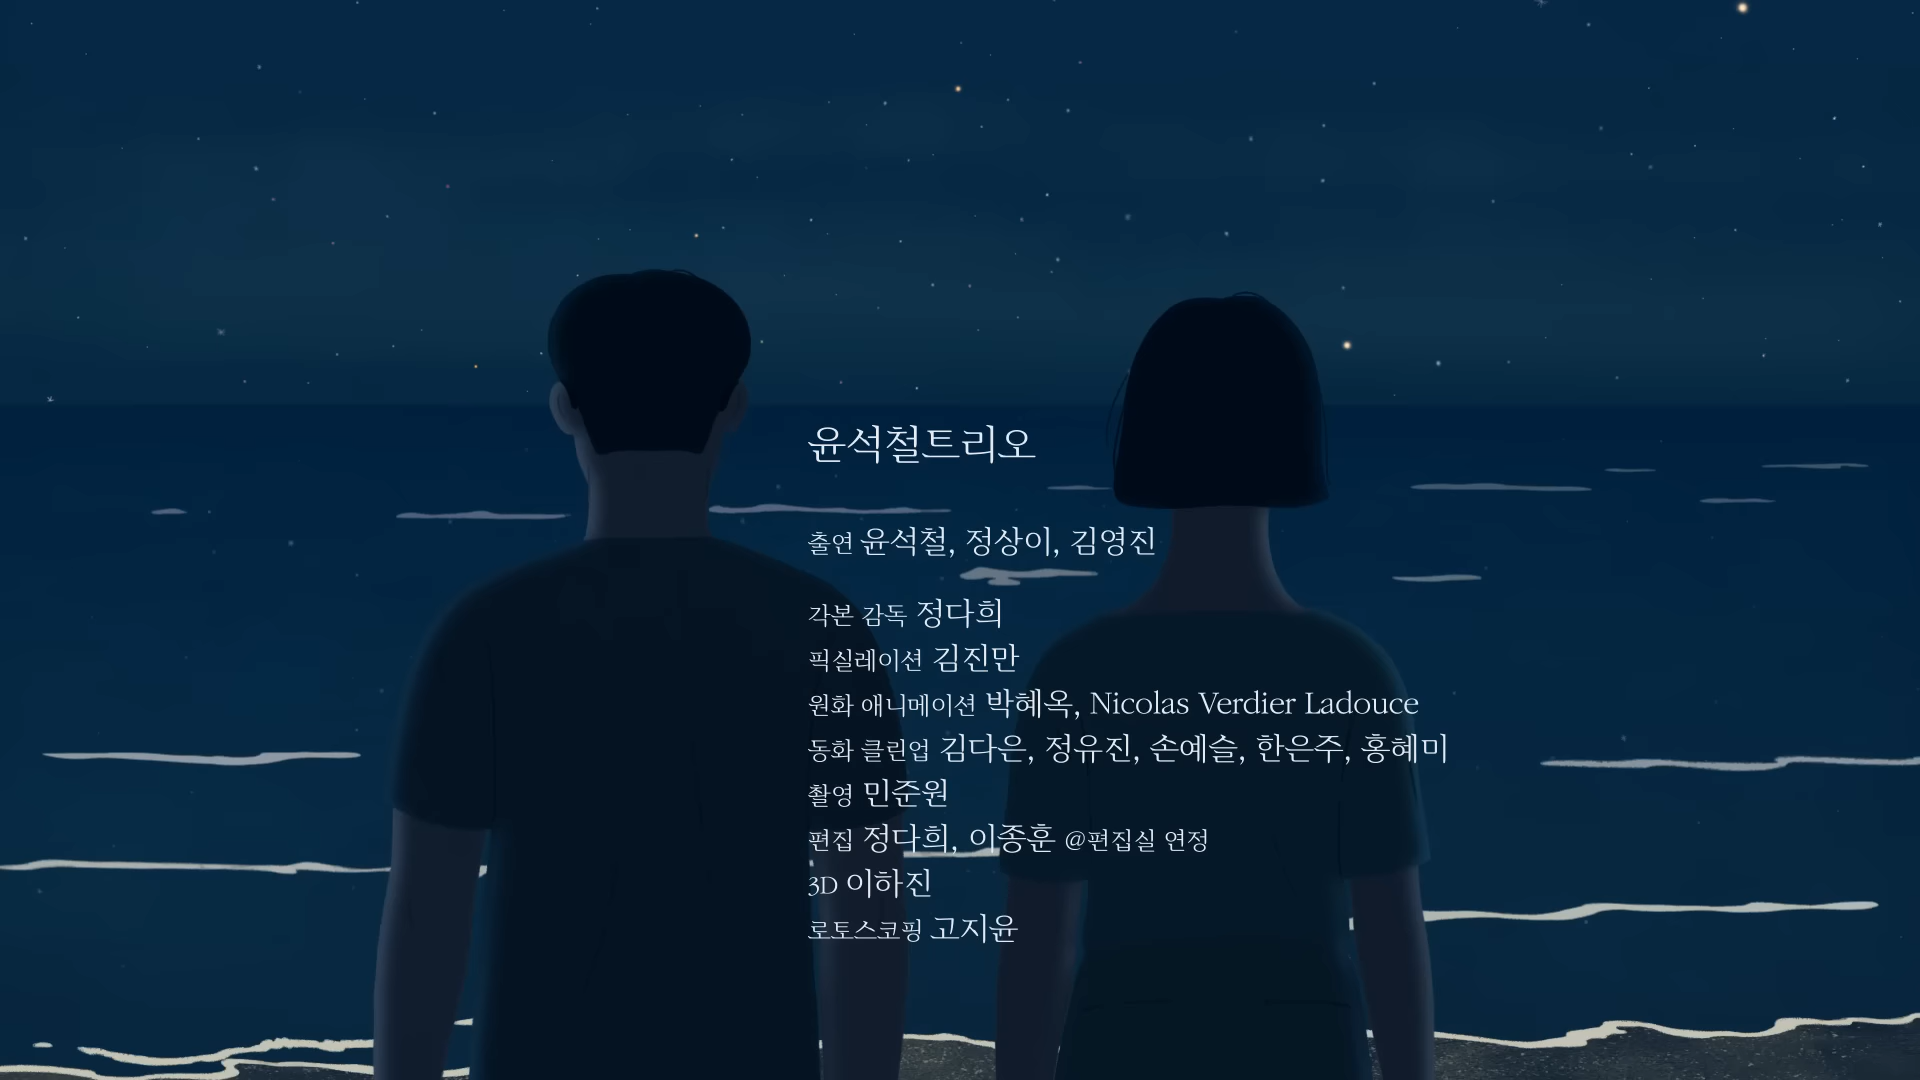 윤석철트리오
출연 윤석철, 정상이, 김영진
각본 감독 정다희
픽실레이션 김진만
원화 애니메이션 박혜옥, Nicolas Verdier Ladouce
동화 클린업 김다은, 정유진, 손예슬, 한은주, 홍혜미
촬영 민준원
편집 정다희, 이종훈 @편집실 연정
3D 이하진
로토스코핑 고지윤